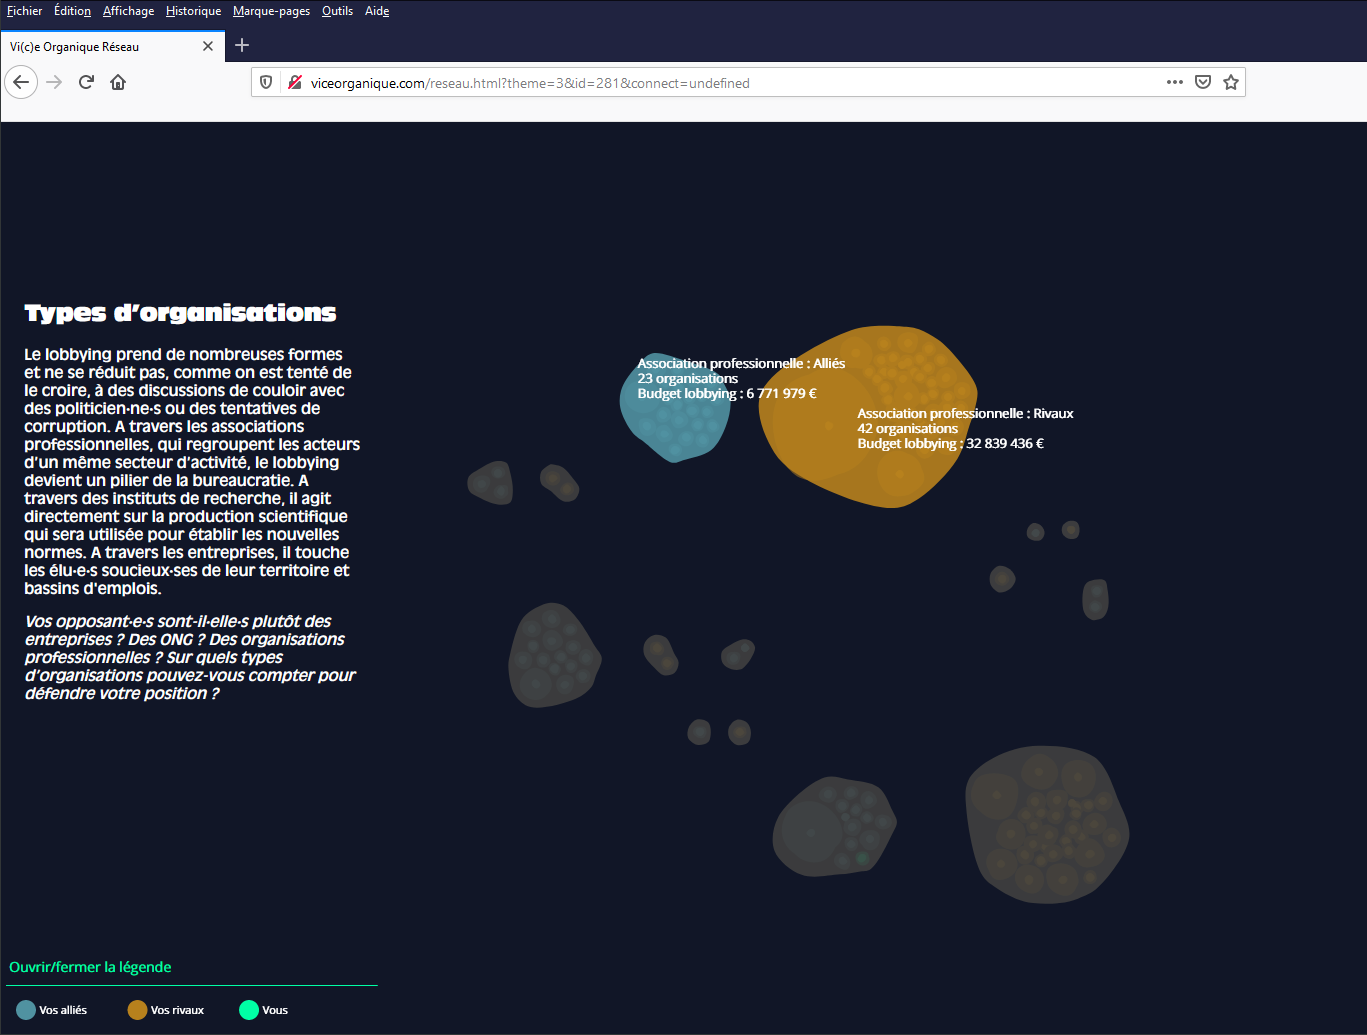 Fichier Édition Affichage Historique Marque-pages Outils Aide
Vi(c)e Organique Réseau
viceorganique.com/reseau.html?theme=3&id=281&connect=undefined
Types d'organisations
Le lobbying prend de nombreuses formes
et ne se réduit pas, comme on est tenté de
le croire, à des discussions de couloir avec
des politicien·ne·s ou des tentatives de
corruption. A travers les associations
professionnelles, qui regroupent les acteurs
d'un même secteur d'activité, le lobbying
devient un pilier de la bureaucratie. A
travers des instituts de recherche, il agit
directement sur la production scientifique
qui sera utilisée pour établir les nouvelles
normes. A travers les entreprises, il touche
les élu·e·s soucieux·ses de leur territoire et
bassins d'emplois.
Vos opposant·e·s sont-il·elle·s plutôt des
entreprises ? Des ONG ? Des organisations
professionnelles ? Sur quels types
d'organisations pouvez-vous compter pour
défendre votre position ?
Association professionnelle : Alliés
23 organisations
Budget lobbying : 6 771 979 €
Association professionnelle : Rivaux
42 organisations
Budget lobbying : 32 839 436 €
Ouvrir/fermer la légende
Vos alliés Vos rivaux Vous